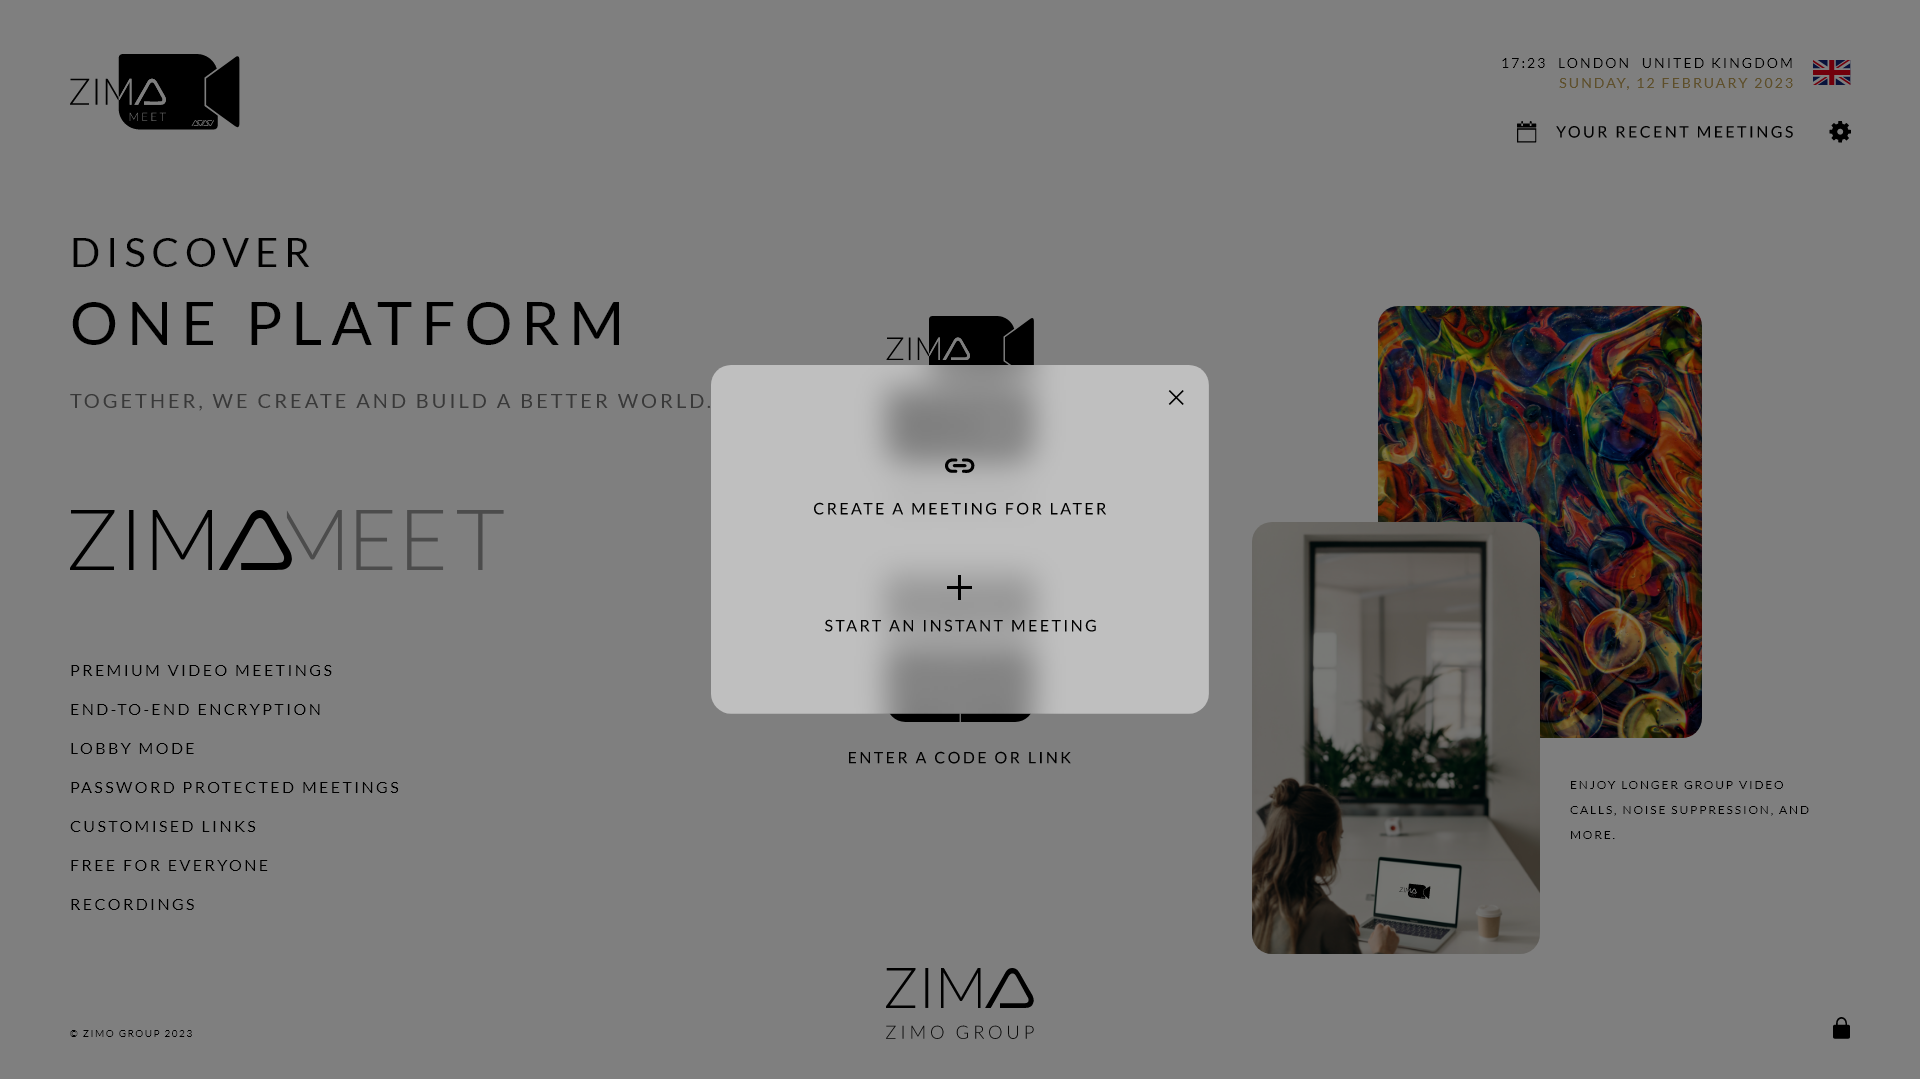 ZIMA
MEET
17:23 LONDON UNITED KINGDOM
SUNDAY, 12 FEBRUARY 2023
YOUR RECENT MEETINGS
DISCOVER
ONE PLATFORM
TOGETHER, WE CREATE AND BUILD A BETTER WORLD.
ZIMAMEET
PREMIUM VIDEO MEETINGS
END-TO-END ENCRYPTION
LOBBY MODE
PASSWORD PROTECTED MEETINGS
CUSTOMISED LINKS
FREE FOR EVERYONE
RECORDINGS
© ZIMO GROUP 2023
ZIMA
CREATE A MEETING FOR LATER
START AN INSTANT MEETING
ENTER A CODE OR LINK
ZIMA
ZIMO GROUP
ENJOY LONGER GROUP VIDEO
CALLS, NOISE SUPPRESSION, AND
MORE.